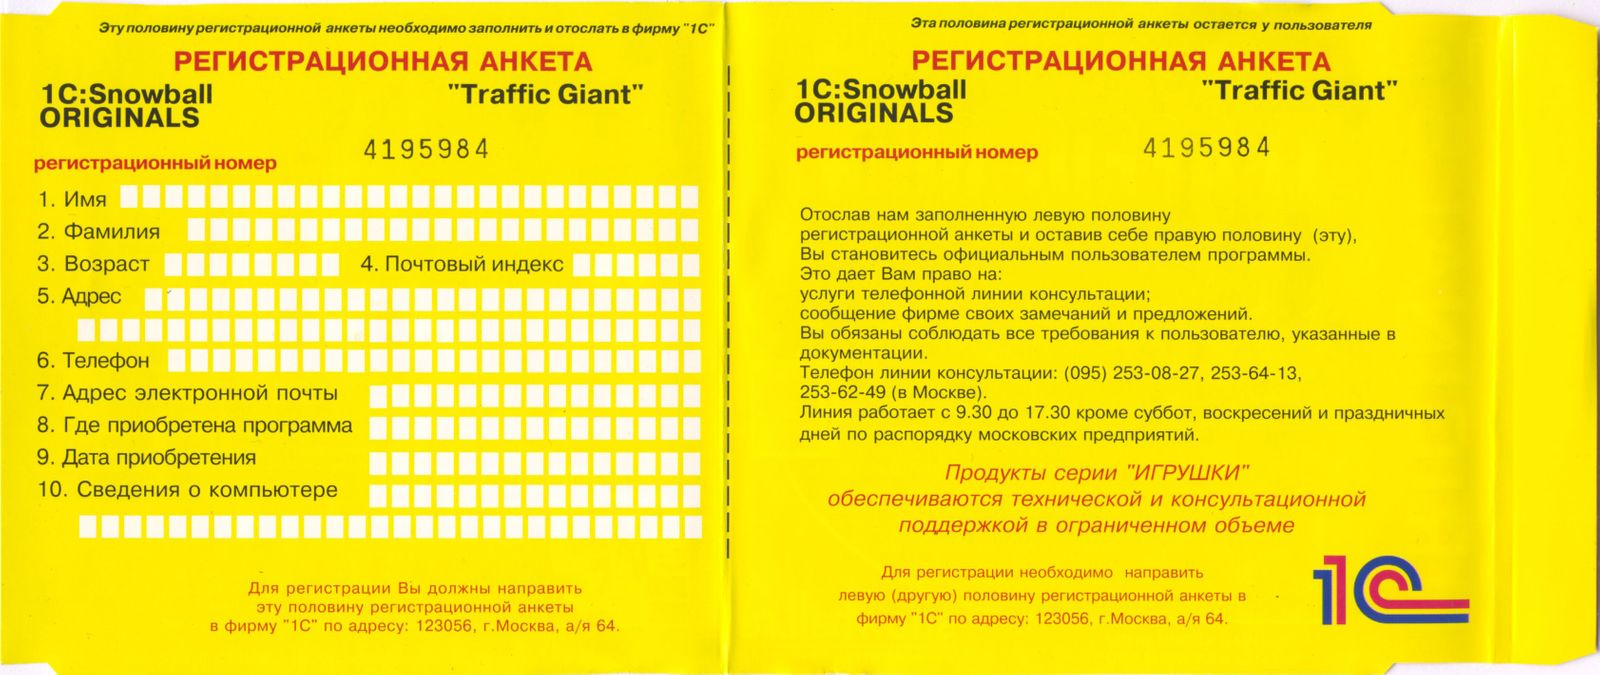 Эту половину регистрационной анкеты необходимо заполнить и отослать в фирму "1С"
РЕГИСТРАЦИОННАЯ АНКЕТА
1C:Snowball
ORIGINALS
"Traffic Giant"
регистрационный номер
4195984
1. Имя
2. Фамилия
3. Возраст
4. Почтовый индекс
5. Адрес
6. Телефон
7. Адрес электронной почты
8. Где приобретена программа
9. Дата приобретения
10. Сведения о компьютере
Для регистрации Вы должны направить
эту половину регистрационной анкеты
в фирму "1С" по адресу: 123056, г.Москва, а/я 64.
Эта половина регистрационной анкеты остается у пользователя
РЕГИСТРАЦИОННАЯ АНКЕТА
1C:Snowball
ORIGINALS
"Traffic Giant"
регистрационный номер
4195984
Отослав нам заполненную левую половину
регистрационной анкеты и оставив себе правую половину (эту),
Вы становитесь официальным пользователем программы.
Это дает Вам право на:
услуги телефонной линии консультации;
сообщение фирме своих замечаний и предложений.
Вы обязаны соблюдать все требования к пользователю, указанные в
документации.
Телефон линии консультации: (095) 253-08-27, 253-64-13,
253-62-49 (в Москве).
Линия работает с 9.30 до 17.30 кроме суббот, воскресений и праздничных
дней по распорядку московских предприятий.
Продукты серии "ИГРУШКИ"
обеспечиваются технической и консультационной
поддержкой в ограниченном объеме
Для регистрации необходимо направить
левую (другую) половину регистрационной анкеты в
фирму "1С" по адресу: 123056, г.Москва, а/я 64.
1С